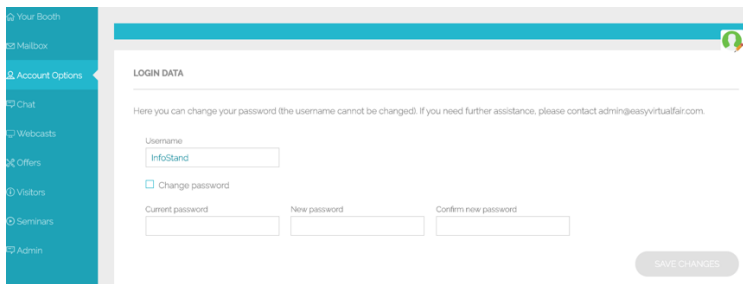 Your Booth
Mailbox
Account Options
Chat
Webcasts
Offers
Visitors
Seminars
Admin
LOGIN DATA
Here you can change your password (the username cannot be changed). If you need further assistance, please contact admin@easyvirtualfair.com.
Username
InfoStand
Change password
Current password New password Confirm new password
SAVE CHANGES